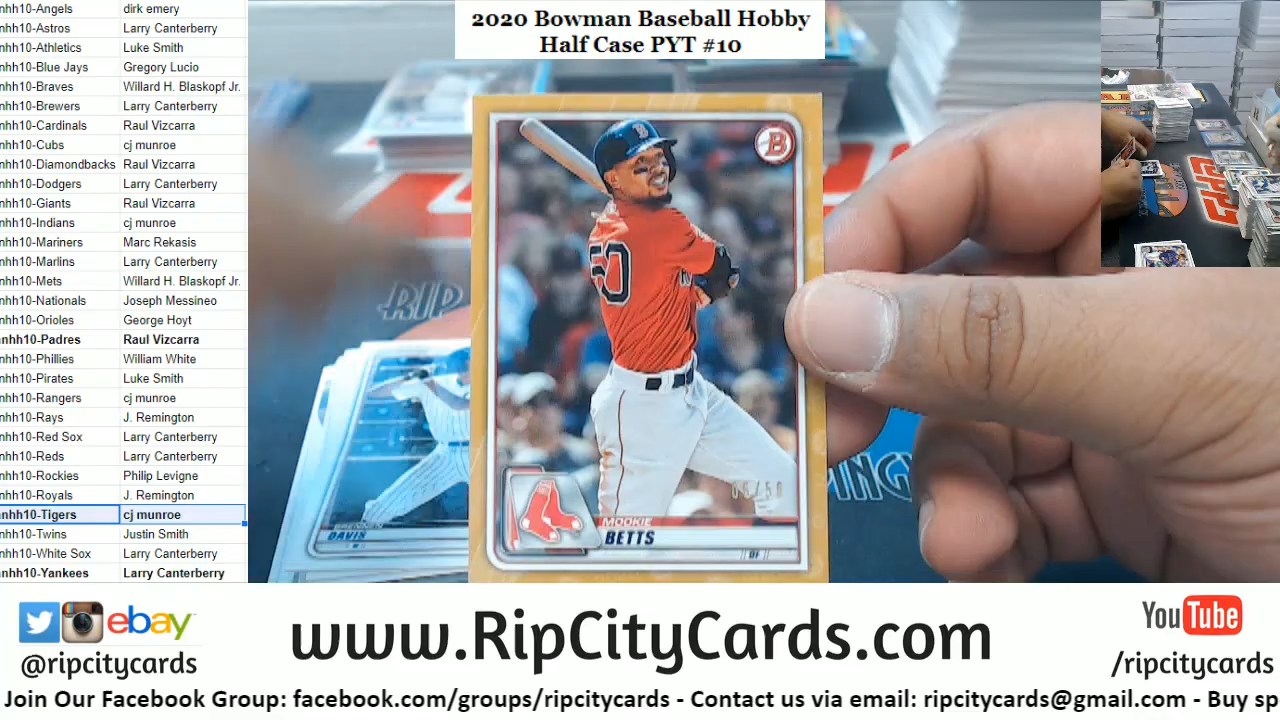 nhh10-Angels dirk emery
nhh10-Astros Larry Canterberry
nhh10-Athletics Luke Smith
nhh10-Blue Jays Gregory Lucio
nhh10-Braves Willard H. Blaskopf Jr.
nhh10-Brewers Larry Canterberry
nhh10-Cardinals Raul Vizcarra
nhh10-Cubs cj munroe
nhh10-Diamondbacks Raul Vizcarra
nhh10-Dodgers Larry Canterberry
nhh10-Giants Raul Vizcarra
nhh10-Indians cj munroe
nhh10-Mariners Marc Rekasis
nhh10-Marlins Larry Canterberry
nhh10-Mets Willard H. Blaskopf Jr.
nhh10-Nationals Joseph Messineo
nhh10-Orioles George Hoyt
nhh10-Padres Raul Vizcarra
nhh10-Phillies William White
nhh10-Pirates Luke Smith
nhh10-Rangers cj munroe
nhh10-Rays J. Remington
nhh10-Red Sox Larry Canterberry
nhh10-Reds Larry Canterberry
nhh10-Rockies Philip Levigne
nhh10-Royals J. Remington
nhh10-Tigers cj munroe
nhh10-Twins Justin Smith
nhh10-White Sox Larry Canterberry
nhh10-Yankees Larry Canterberry
2020 Bowman Baseball Hobby
Half Case PYT #10
B
B
50
RIP
05/50
MOOKIE
BETTS
OF
DAVIS
ebay
@ripcitycards
www.RipCityCards.com
YouTube
/ripcitycards
Join Our Facebook Group: facebook.com/groups/ripcitycards - Contact us via email: ripcitycards@gmail.com - Buy sp